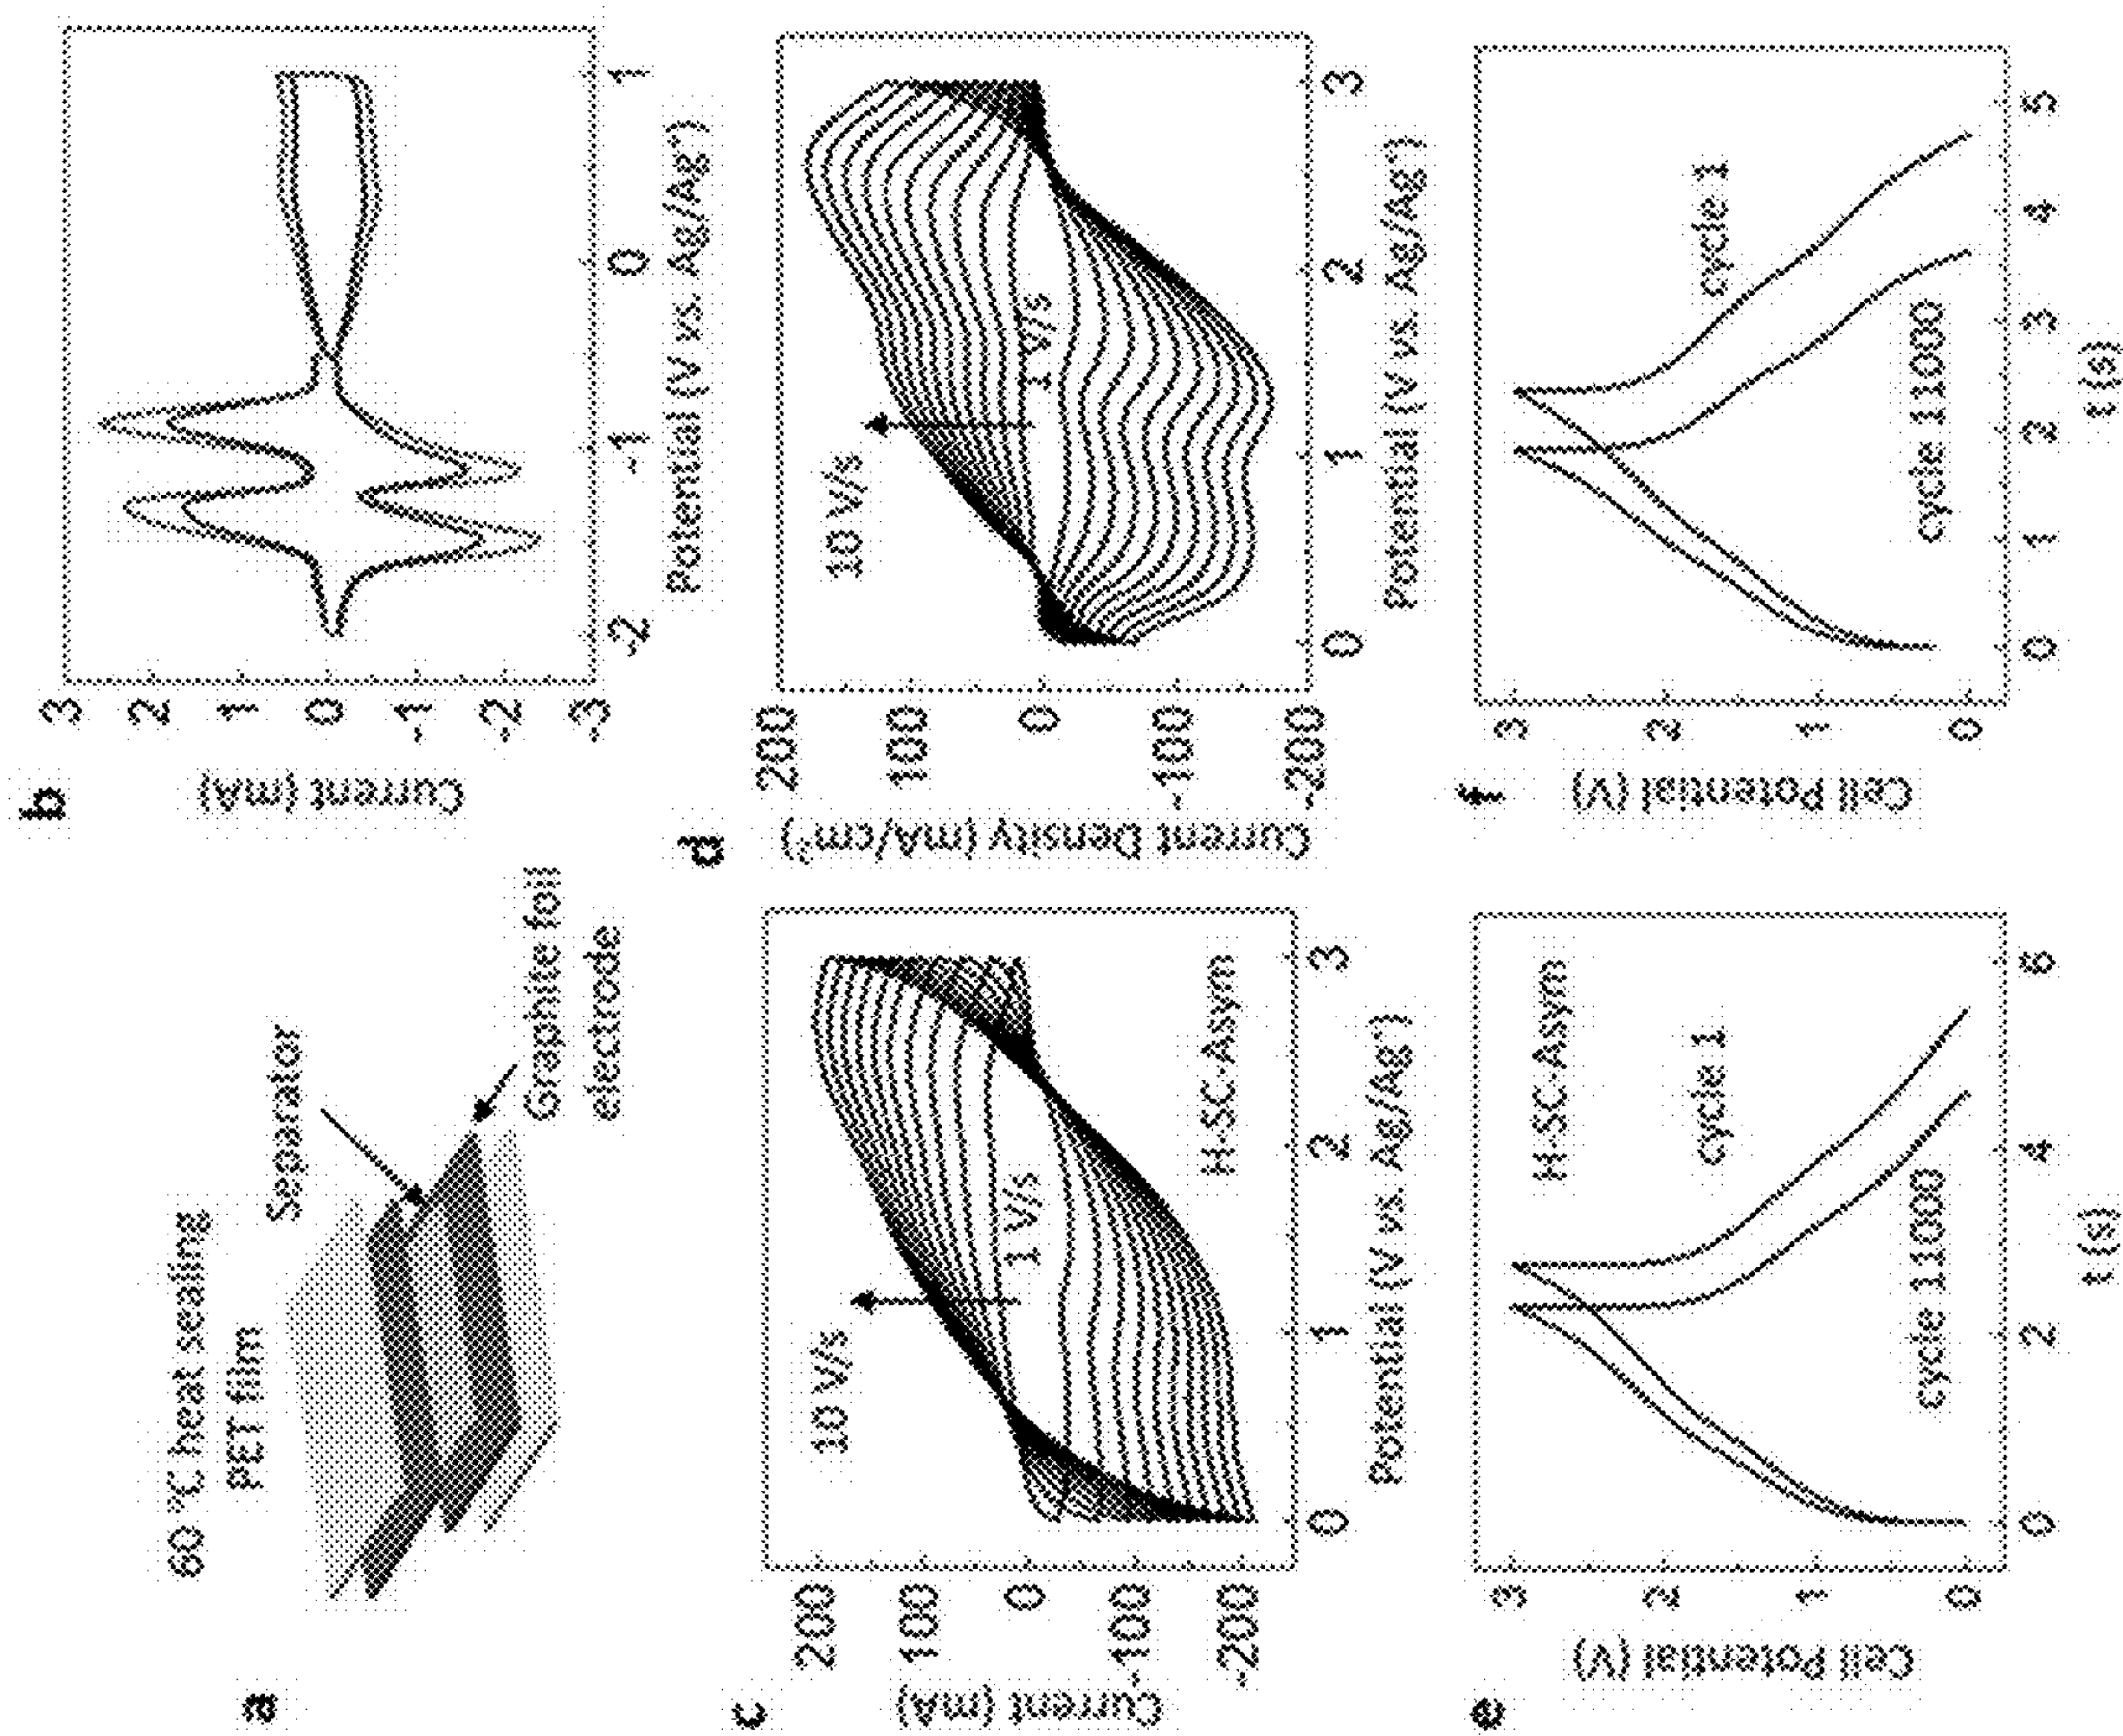 a
60 °C heat sealing
PET film
Separator
Graphite foil
electrode
b
Current (mA)
3
2
1
0
-1
-2
-3
-2
-1
0
1
Potential (V vs. Ag/Ag⁺)
c
Current (mA)
200
100
0
-100
-200
10 V/s
1 V/s
H-SC-Asym
0
1
2
3
Potential (V vs. Ag/Ag⁺)
d
Current Density (mA/cm³)
200
100
0
-100
-200
10 V/s
1 V/s
0
1
2
3
Potential (V vs. Ag/Ag⁺)
e
Cell Potential (V)
3
2
1
0
H-SC-Asym
cycle 1
cycle 11000
0
2
4
6
t (s)
f
Cell Potential (V)
3
2
1
0
cycle 1
cycle 11000
0
1
2
3
4
5
t (s)